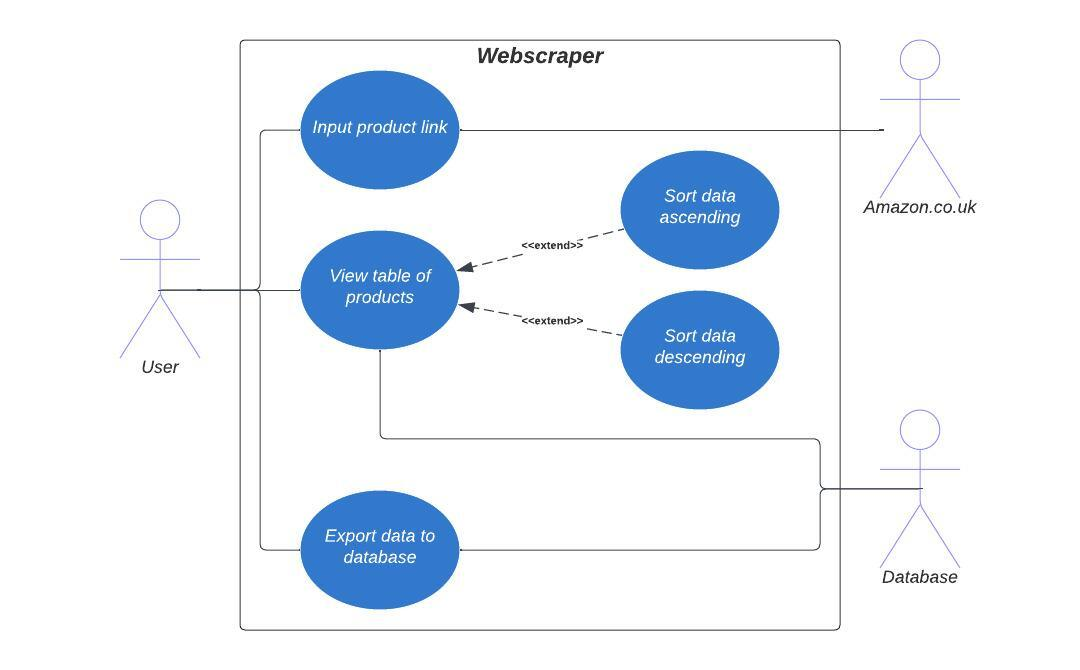 Webscraper
Input product link
Sort data
ascending
Amazon.co.uk
<<extend>>
View table of
products
<<extend>>
Sort data
descending
User
Export data to
database
Database